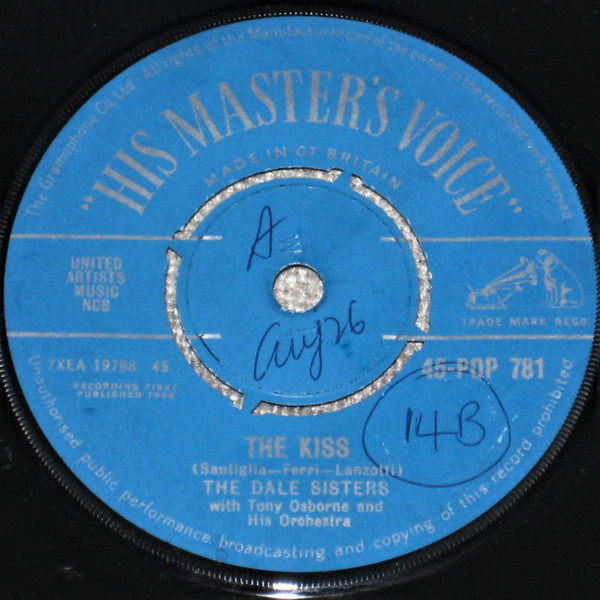 The Gramophone Co Ltd - All rights of the Manufacturer and of the owner of the recorded work reserved
"HIS MASTER'S VOICE"
MADE IN GT BRITAIN
UNITED
ARTISTS
MUSIC
NCB
TRADE MARK REGD
7XEA 19788 45
RECORDING FIRST
PUBLISHED
45-POP 781
A
Aug 26
14B
THE KISS
(Santiglia—Ferri—Lanzotti)
THE DALE SISTERS
with Tony Osborne and
His Orchestra
Unauthorised public performance, broadcasting and copying of this record prohibited